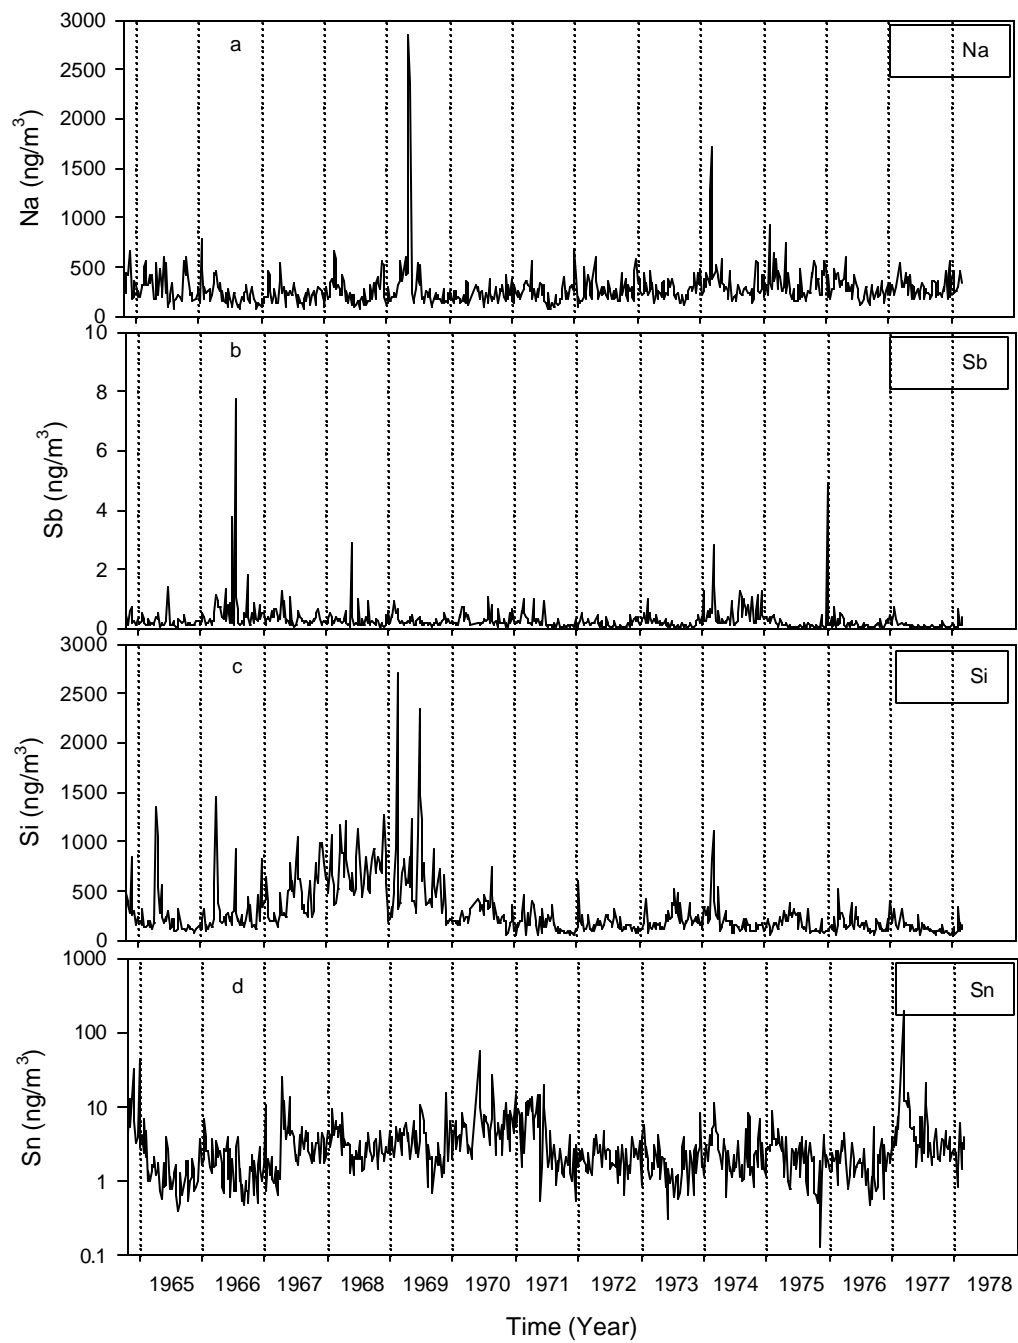 3000
a
Na
2500
2000
1500
1000
500
0
Na (ng/m3)
10
b
Sb
8
6
4
2
0
Sb (ng/m3)
3000
c
Si
2500
2000
1500
1000
500
0
Si (ng/m3)
1000
d
Sn
100
10
1
0.1
Sn (ng/m3)
1965 1966 1967 1968 1969 1970 1971 1972 1973 1974 1975 1976 1977 1978
Time (Year)